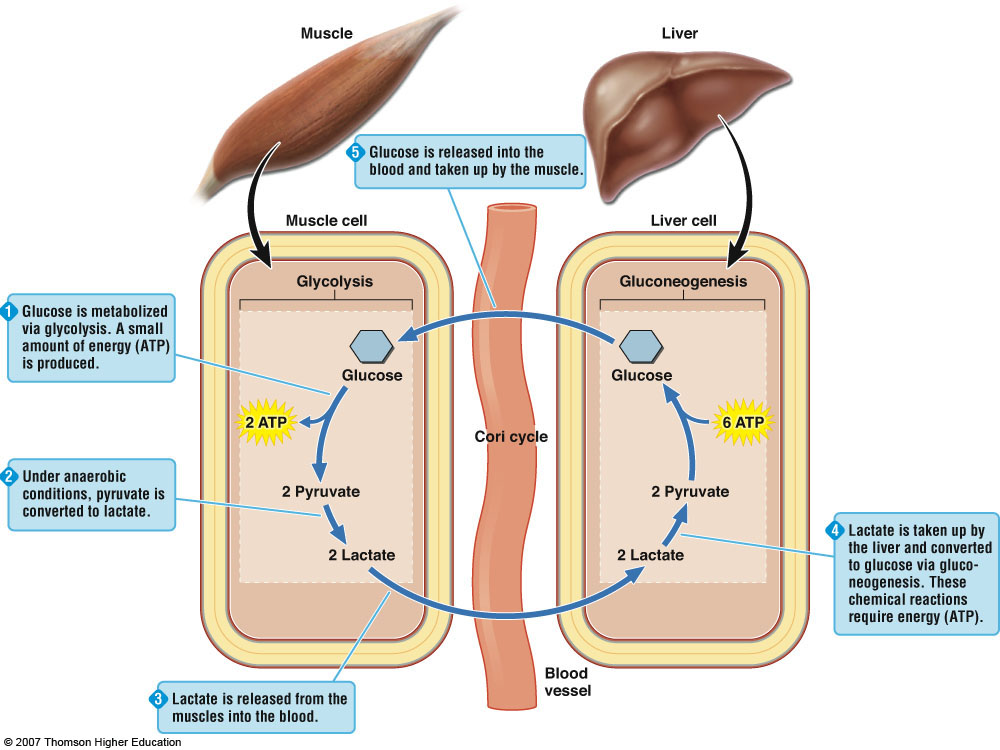 Muscle
Liver
5
Glucose is released into the
blood and taken up by the muscle.
Muscle cell
Liver cell
Glycolysis
Gluconeogenesis
1
Glucose is metabolized
via glycolysis. A small
amount of energy (ATP)
is produced.
Glucose
Glucose
2 ATP
6 ATP
Cori cycle
2
Under anaerobic
conditions, pyruvate is
converted to lactate.
2 Pyruvate
2 Pyruvate
2 Lactate
2 Lactate
4
Lactate is taken up by
the liver and converted
to glucose via gluco-
neogenesis. These
chemical reactions
require energy (ATP).
Blood
vessel
3
Lactate is released from the
muscles into the blood.
© 2007 Thomson Higher Education